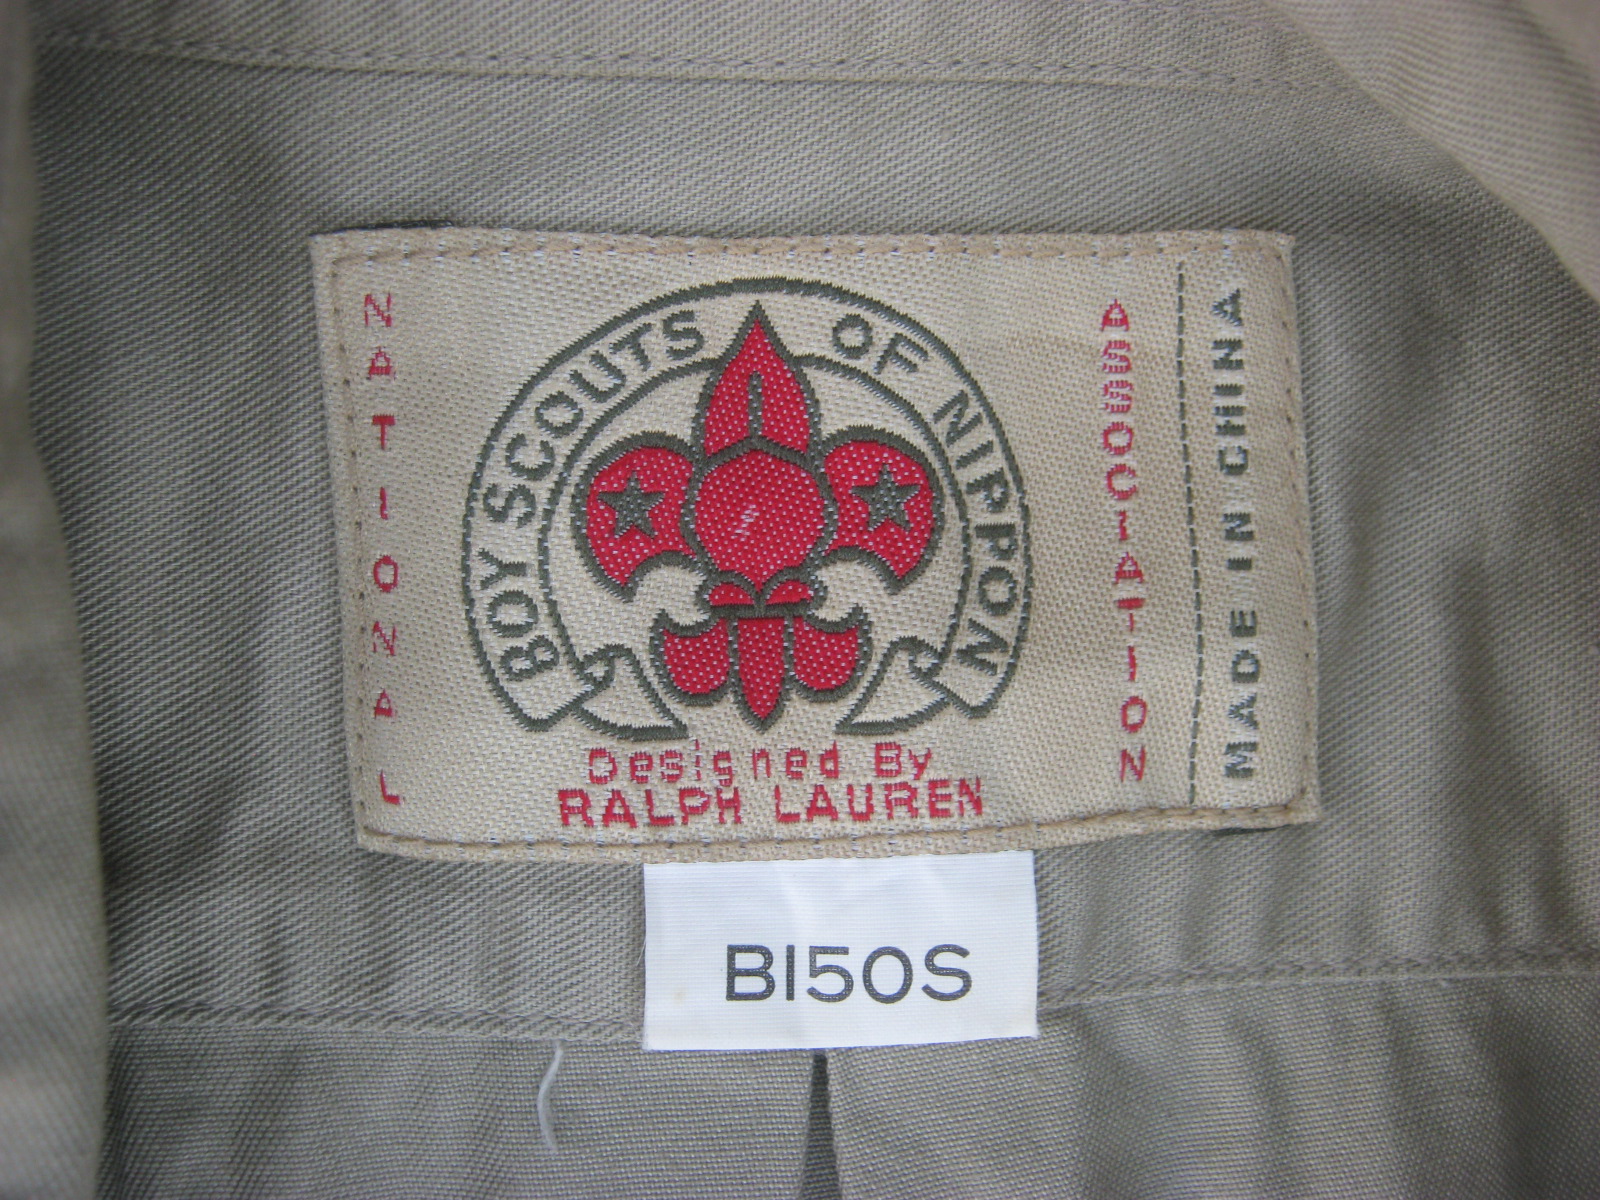 NATIONAL
BOY SCOUTS OF NIPPON
Designed By
RALPH LAUREN
ASSOCIATION
MADE IN CHINA
B150S